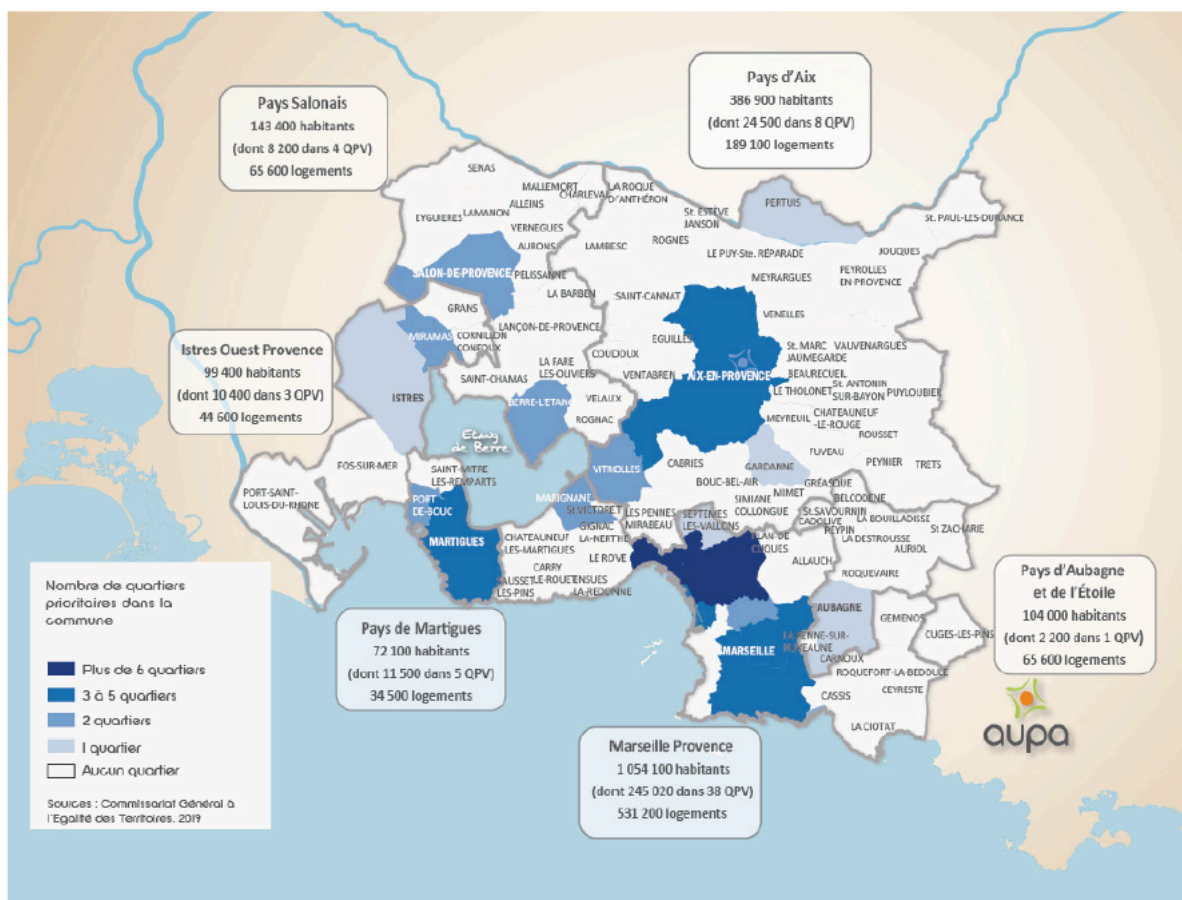 Pays Salonais
143 400 habitants
(dont 8 200 dans 4 QPV)
65 600 logements
Pays d'Aix
386 900 habitants
(dont 24 500 dans 8 QPV)
189 100 logements
Istres Ouest Provence
99 400 habitants
(dont 10 400 dans 3 QPV)
44 600 logements
SENAS
MALLEMORT
ALLEINS
CHARLEVAL
LA ROQUE
D'ANTHÉRON
EYGUIERES
LAMANON
VERNEGUES
AURONS
St. ESTÈVE
JANSON
ROGNES
LAMBESC
PERTUIS
St. PAUL-LES-DURANCE
LE PUY-Ste. RÉPARADE
JOUQUES
MEYRARGUES
PEYROLLES
EN-PROVENCE
SALON-DE-PROVENCE
PELISSANNE
LA BARBEN
SAINT-CANNAT
VENELLES
GRANS
MIRAMAS
CORNILLON
CONFOUX
LANÇON-DE-PROVENCE
EGUILLES
COUDOUX
VENTABREN
St. MARC
JAUMEGARDE
VAUVENARGUES
AIX-EN-PROVENCE
BEAURECUEIL
LE THOLONET
St. ANTONIN
SUR-BAYON
PUYLOUBIER
LA FARE
LES-OLIVIERS
SAINT-CHAMAS
ISTRES
BERRE-L'ETANG
VELAUX
ROGNAC
Etang
de Berre
MEYREUIL
CHATEAUNEUF
-LE-ROUGE
ROUSSET
FUVEAU
PEYNIER
TRETS
FOS-SUR-MER
SAINT-MITRE
LES-REMPARTS
VITROLLES
CABRIES
GARDANNE
BOUC-BEL-AIR
GRÉASQUE
MIMET
SIMIANE
COLLONGUE
BELCODENE
PORT-SAINT-
LOUIS-DU-RHONE
PORT
DE-BOUC
MARTIGUES
MARIGNANE
St. VICTORET
GIGNAC
LA-NERTHE
LES PENNES
MIRABEAU
SEPTEMES
LES-VALLONS
St.SAVOURNIN
CADOLIVE
PEYPIN
LA BOUILLADISSE
St ZACHARIE
LA DESTROUSSE
AURIOL
CHATEAUNEUF
LES-MARTIGUES
LE ROVE
CARRY
LE-ROUET
ENSUES
LA-REDONNE
ALLAUCH
ROQUEVAIRE
AUBAGNE
GEMENOS
CUGES-LES-PINS
MARSEILLE
CARNOUX
ROQUEFORT-LA-BEDOULE
CASSIS
CEYRESTE
LA CIOTAT
Nombre de quartiers
prioritaires dans la
commune
Plus de 6 quartiers
3 à 5 quartiers
2 quartiers
1 quartier
Aucun quartier
Sources : Commissariat Général à
l'Egalité des Territoires, 2019
Pays de Martigues
72 100 habitants
(dont 11 500 dans 5 QPV)
34 500 logements
Pays d'Aubagne
et de l'Étoile
104 000 habitants
(dont 2 200 dans 1 QPV)
65 600 logements
Marseille Provence
1 054 100 habitants
(dont 245 020 dans 38 QPV)
531 200 logements
aupa